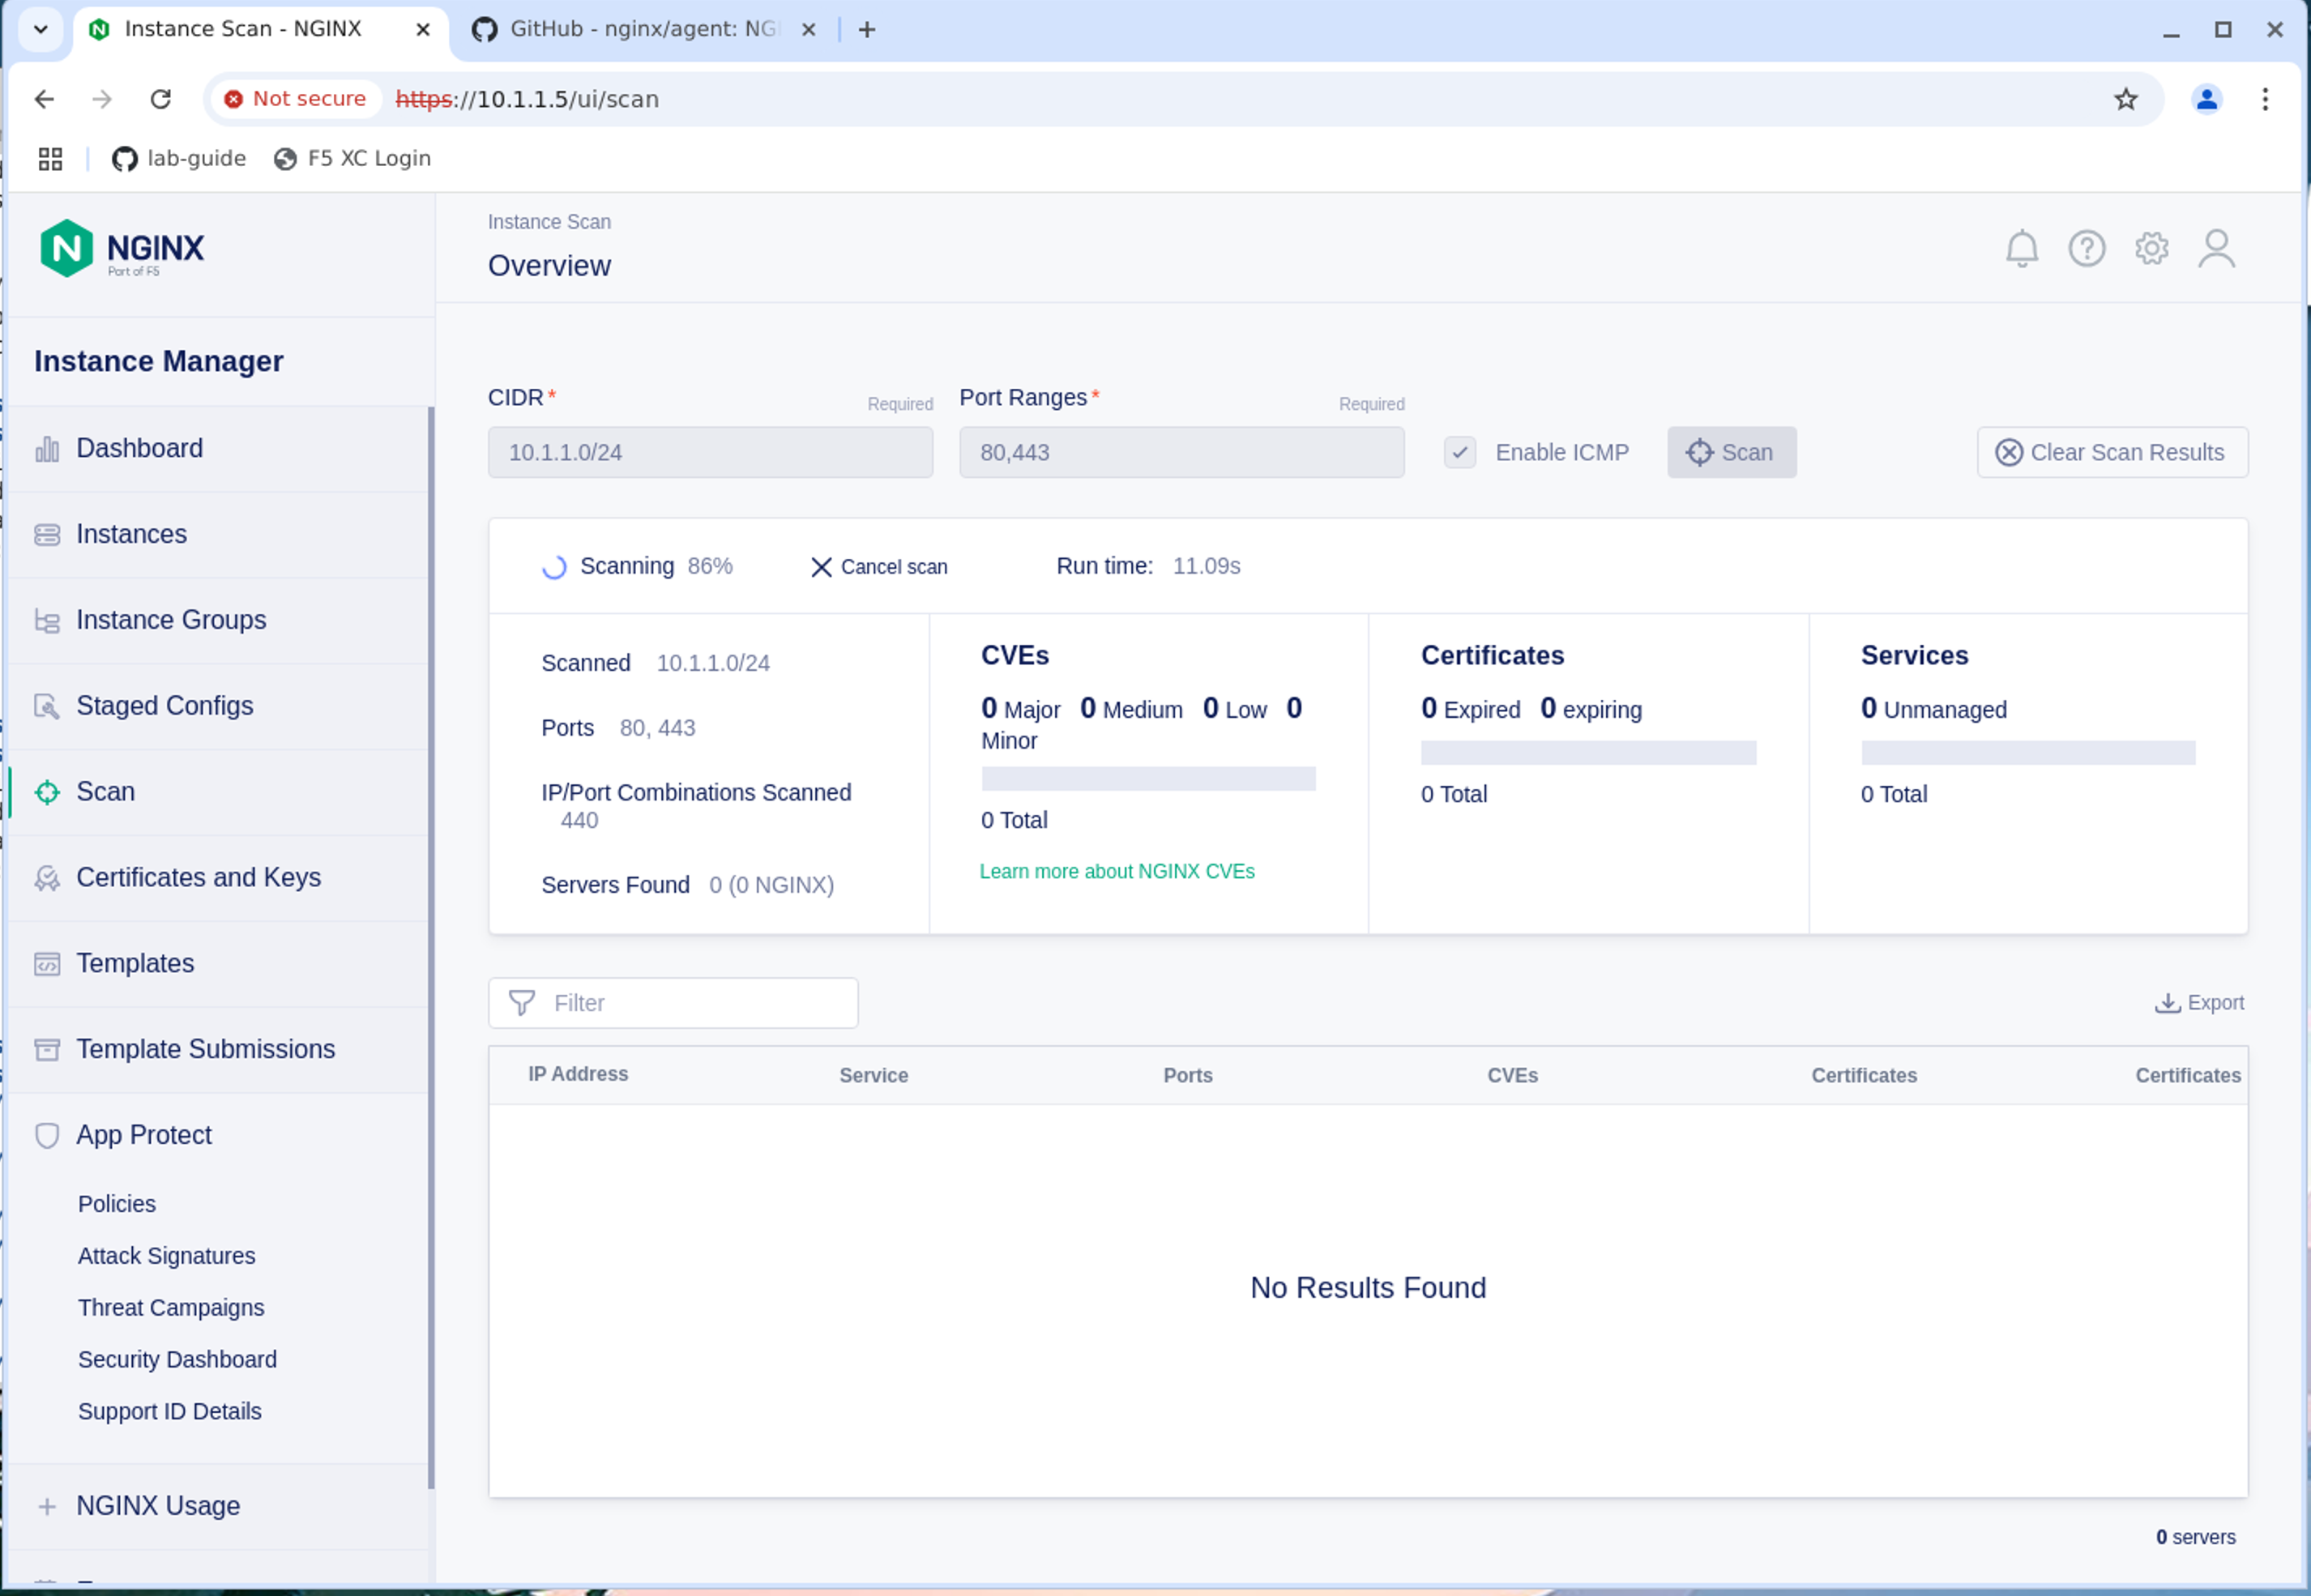 Instance Scan - NGINX
GitHub - nginx/agent: NG
Not secure
https://10.1.1.5/ui/scan
lab-guide
F5 XC Login
NGINX
Part of F5
Instance Manager
Dashboard
Instances
Instance Groups
Staged Configs
Scan
Certificates and Keys
Templates
Template Submissions
App Protect
Policies
Attack Signatures
Threat Campaigns
Security Dashboard
Support ID Details
NGINX Usage
Instance Scan
Overview
CIDR* Required
10.1.1.0/24
Port Ranges* Required
80,443
Enable ICMP
Scan
Clear Scan Results
Scanning 86%
Cancel scan
Run time: 11.09s
Scanned 10.1.1.0/24
Ports 80, 443
IP/Port Combinations Scanned
440
Servers Found 0 (0 NGINX)
CVEs
0 Major 0 Medium 0 Low 0
Minor
0 Total
Learn more about NGINX CVEs
Certificates
0 Expired 0 expiring
0 Total
Services
0 Unmanaged
0 Total
Filter
Export
IP Address Service Ports CVEs Certificates Certificates
No Results Found
0 servers